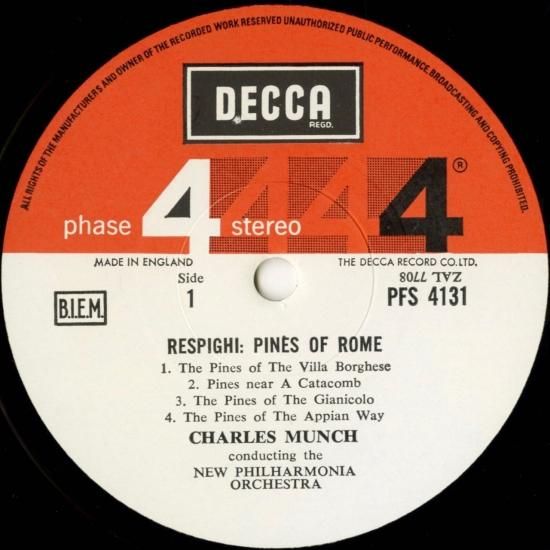 ALL RIGHTS OF THE MANUFACTURERS AND OWNER OF THE RECORDED WORK RESERVED UNAUTHORIZED PUBLIC PERFORMANCE BROADCASTING AND COPYING PROHIBITED.
DECCA
REGD.
phase 4 stereo 4 4 4 ®
MADE IN ENGLAND
THE DECCA RECORD CO.LTD.
Side
1
ZAL 7708
PFS 4131
B.I.E.M.
RESPIGHI: PINES OF ROME
1. The Pines of The Villa Borghese
2. Pines near A Catacomb
3. The Pines of The Gianicolo
4. The Pines of The Appian Way
CHARLES MUNCH
conducting the
NEW PHILHARMONIA
ORCHESTRA